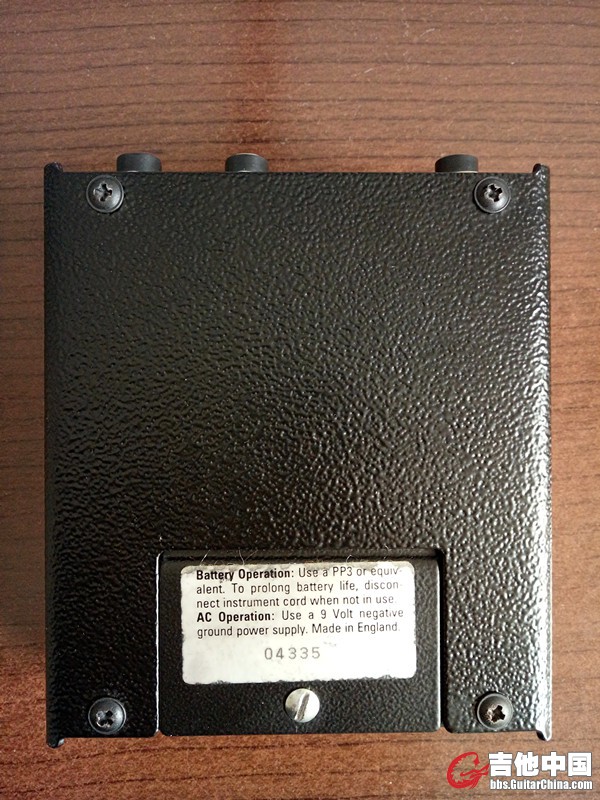 Battery Operation: Use a PP3 or equiv-
alent. To prolong battery life, discon-
nect instrument cord when not in use.
AC Operation: Use a 9 Volt negative
ground power supply. Made in England.
04335
吉他中国
bbs.GuitarChina.com